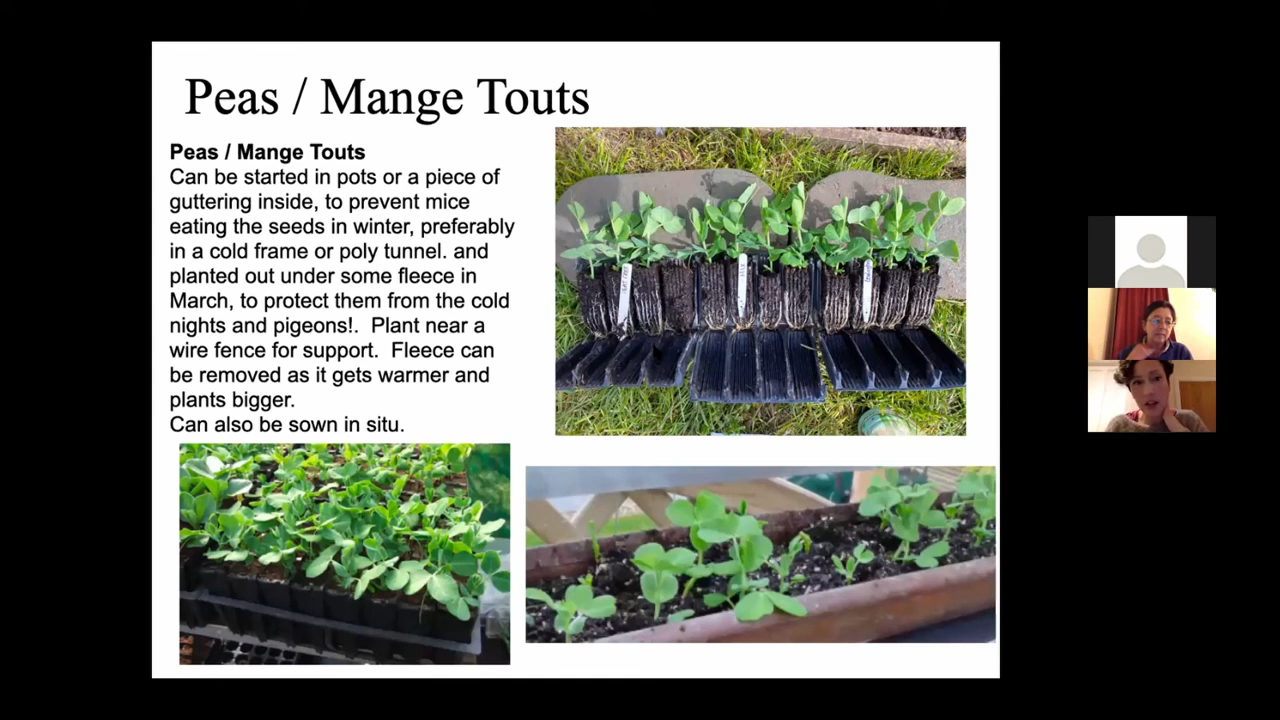 Peas / Mange Touts
Peas / Mange Touts
Can be started in pots or a piece of
guttering inside, to prevent mice
eating the seeds in winter, preferably
in a cold frame or poly tunnel. and
planted out under some fleece in
March, to protect them from the cold
nights and pigeons!.  Plant near a
wire fence for support.  Fleece can
be removed as it gets warmer and
plants bigger.
Can also be sown in situ.